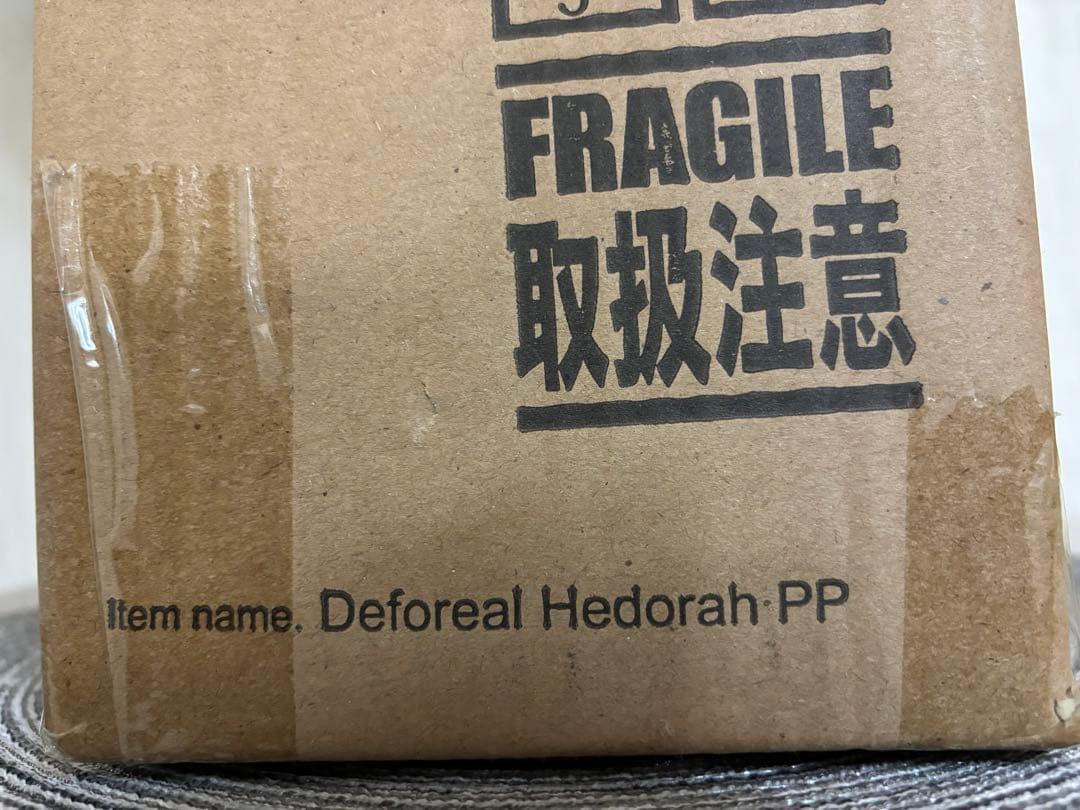 FRAGILE
取扱注意
Item name. Deforeal Hedorah PP